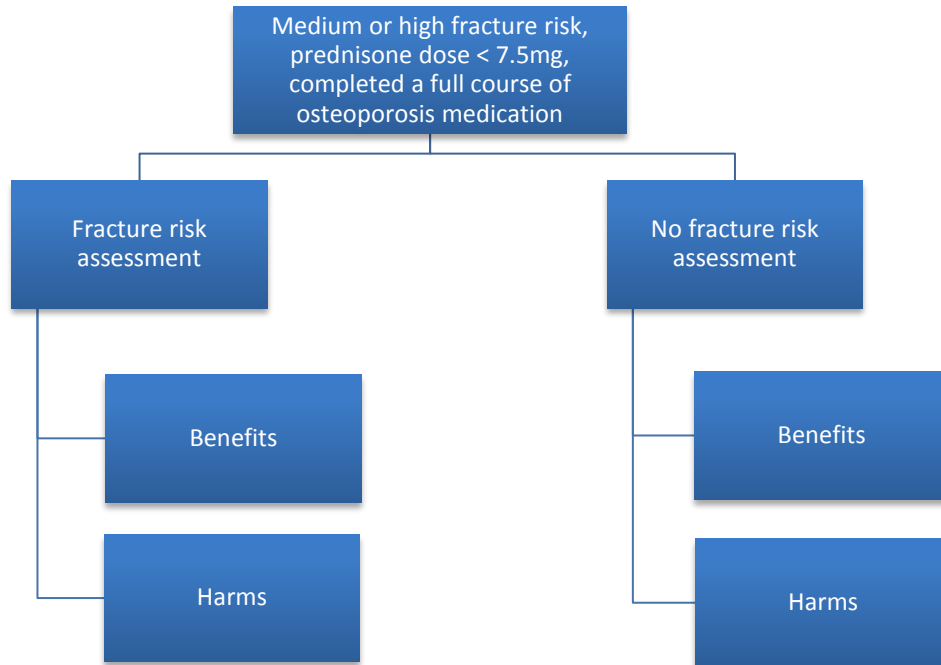 Medium or high fracture risk,
prednisone dose < 7.5mg,
completed a full course of
osteoporosis medication
Fracture risk
assessment
No fracture risk
assessment
Benefits
Benefits
Harms
Harms